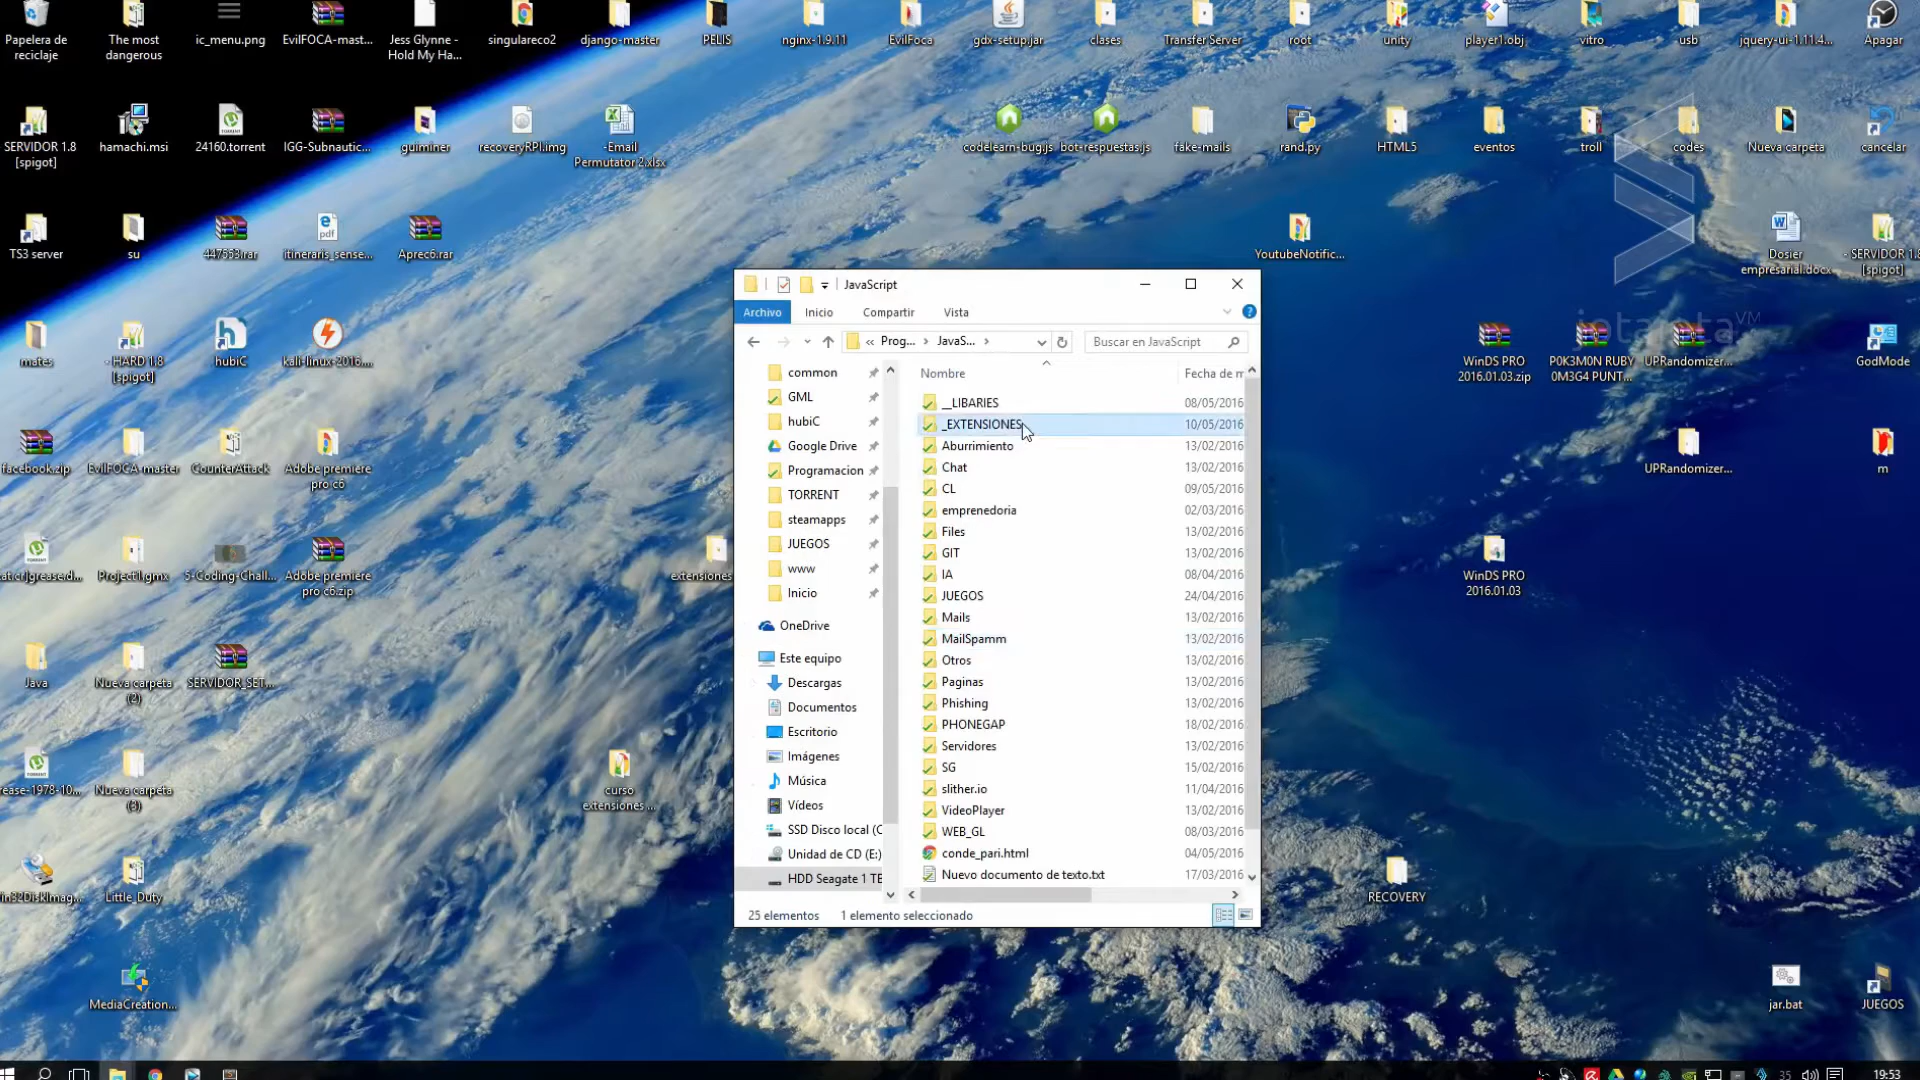 Papelera de reciclaje
The most dangerous
ic_menu.png
EvilFOCA-mast...
Jess Glynne - Hold My Ha...
singulareco2
django-master
PELIS
nginx-1.9.11
EvilFoca
gdx-setup.jar
clases
Transfer Server
root
unity
player1.obj
vitro
usb
jquery-ui-1.11.4...
Apagar
SERVIDOR 1.8 [spigot]
hamachi.msi
24160.torrent
IGG-Subnautic...
guiminer
recoveryRPI.img
-Email Permutator 2.xlsx
codelearn-bug.js
bot-respuestas.js
fake-mails
rand.py
HTML5
eventos
troll
codes
Nueva carpeta
cancelar
TS3 server
su
447553.rar
itineraris_sense...
Aprec6.rar
YoutubeNotific...
Dosier empresarial.docx
- SERVIDOR 1.8 [spigot]
jotajotaVM
mates
- HARD 1.8 [spigot]
hubiC
kali-linux-2016....
WinDS PRO 2016.01.03.zip
P0K3M0N RUBY 0M3G4 PUNT...
UPRandomizer...
GodMode
facebook.zip
EvilFOCA-master
CounterAttack
Adobe premiere pro c6
UPRandomizer...
m
Project1.gmx
5-Coding-Chall...
Adobe premiere pro c6.zip
extensiones
WinDS PRO 2016.01.03
Java
Nueva carpeta (2)
SERVIDOR_SET...
rease-1978-10...
Nueva carpeta (3)
curso extensiones ...
in32DiskImag...
Little_Duty
RECOVERY
MediaCreation...
jar.bat
JUEGOS
JavaScript
Archivo Inicio Compartir Vista
« Prog... › JavaS... ›
Buscar en JavaScript
common
GML
hubiC
Google Drive
Programacion
TORRENT
steamapps
JUEGOS
www
Inicio
OneDrive
Este equipo
Descargas
Documentos
Escritorio
Imágenes
Música
Vídeos
SSD Disco local (C
Unidad de CD (E:)
HDD Seagate 1 TE
Nombre Fecha de m
__LIBARIES 08/05/2016
_EXTENSIONES 10/05/2016
Aburrimiento 13/02/2016
Chat 13/02/2016
CL 09/05/2016
emprenedoria 02/03/2016
Files 13/02/2016
GIT 13/02/2016
IA 08/04/2016
JUEGOS 24/04/2016
Mails 13/02/2016
MailSpamm 13/02/2016
Otros 13/02/2016
Paginas 13/02/2016
Phishing 13/02/2016
PHONEGAP 18/02/2016
Servidores 13/02/2016
SG 15/02/2016
slither.io 11/04/2016
VideoPlayer 13/02/2016
WEB_GL 08/03/2016
conde_pari.html 04/05/2016
Nuevo documento de texto.txt 17/03/2016
25 elementos 1 elemento seleccionado
35
19:53